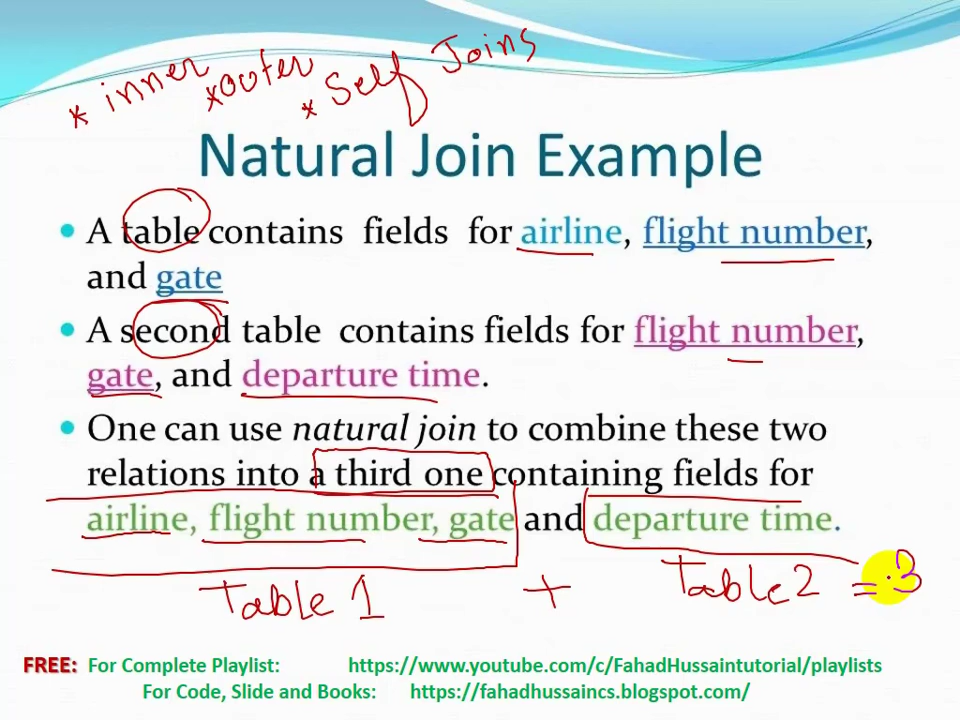 * inner * outer * Self Joins
Natural Join Example
• A table contains fields for airline, flight number,
and gate
• A second table contains fields for flight number,
gate, and departure time.
• One can use natural join to combine these two
relations into a third one containing fields for
airline, flight number, gate and departure time.
Table 1 + Table 2 = 3
FREE: For Complete Playlist: https://www.youtube.com/c/FahadHussaintutorial/playlists
For Code, Slide and Books: https://fahadhussaincs.blogspot.com/